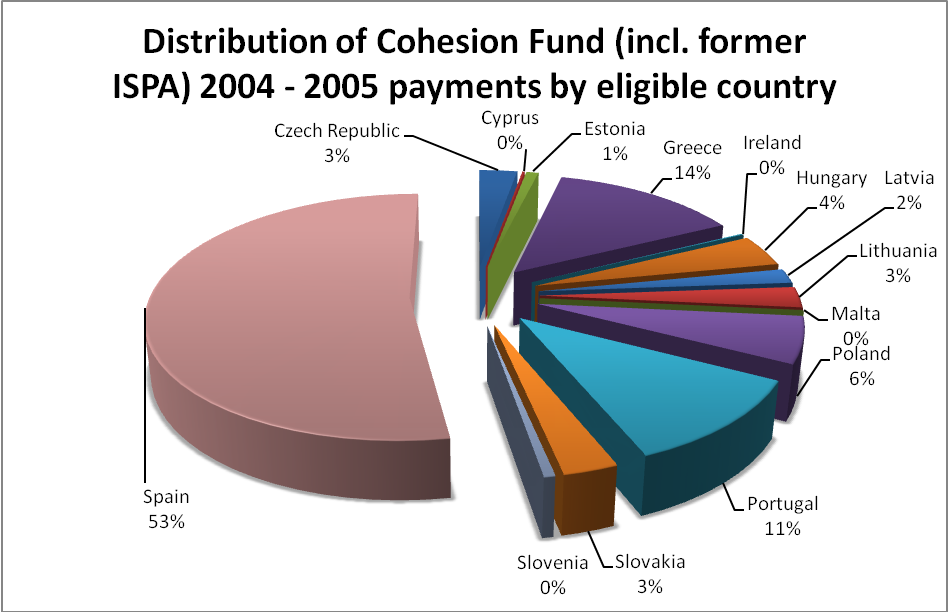 Distribution of Cohesion Fund (incl. former
ISPA) 2004 - 2005 payments by eligible country
Czech Republic
3%
Cyprus
0%
Estonia
1%
Greece
14%
Ireland
0%
Hungary
4%
Latvia
2%
Lithuania
3%
Malta
0%
Poland
6%
Portugal
11%
Slovakia
3%
Slovenia
0%
Spain
53%